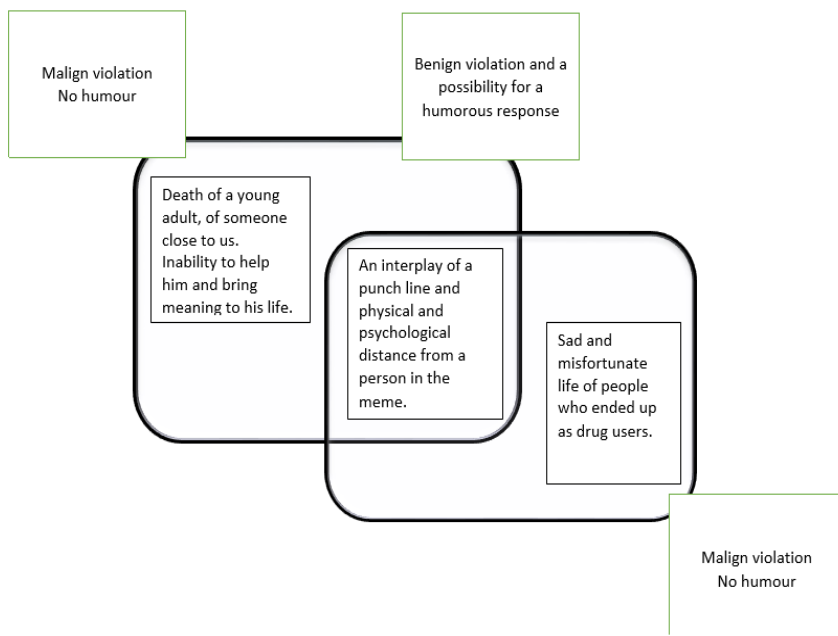 Malign violation
No humour
Benign violation and a
possibility for a
humorous response
Death of a young
adult, of someone
close to us.
Inability to help
him and bring
meaning to his life.
An interplay of a
punch line and
physical and
psychological
distance from a
person in the
meme.
Sad and
misfortunate
life of people
who ended up
as drug users.
Malign violation
No humour